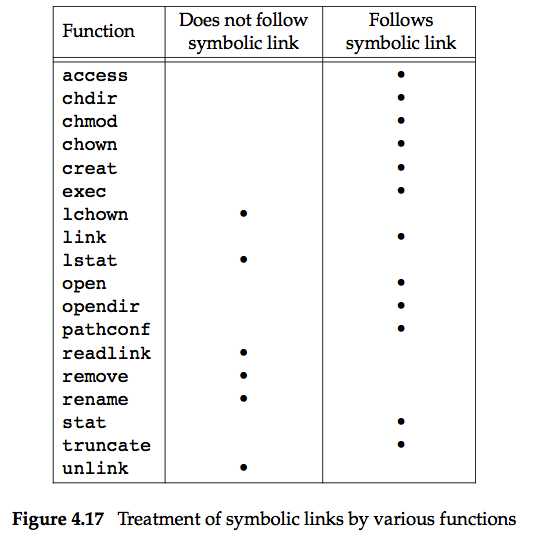 Function Does not follow symbolic link Follows symbolic link
access •
chdir •
chmod •
chown •
creat •
exec •
lchown •
link •
lstat •
open •
opendir •
pathconf •
readlink •
remove •
rename •
stat •
truncate •
unlink •
Figure 4.17 Treatment of symbolic links by various functions